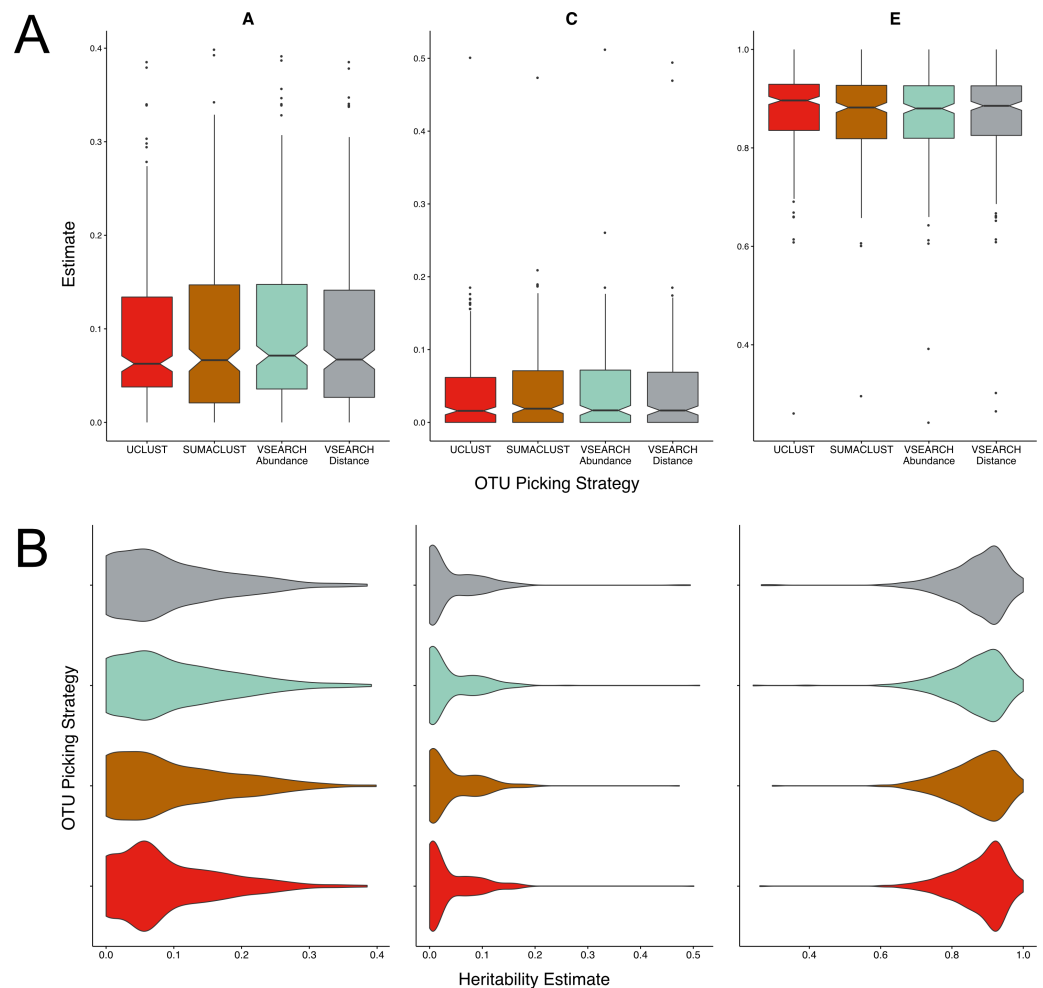 A
A
C
E
0.4
0.3
0.2
0.1
0.0
Estimate
0.5
0.4
0.3
0.2
0.1
0.0
1.0
0.8
0.6
0.4
UCLUST
SUMACLUST
VSEARCH
Abundance
VSEARCH
Distance
UCLUST
SUMACLUST
VSEARCH
Abundance
VSEARCH
Distance
UCLUST
SUMACLUST
VSEARCH
Abundance
VSEARCH
Distance
OTU Picking Strategy
B
OTU Picking Strategy
0.0 0.1 0.2 0.3 0.4
0.0 0.1 0.2 0.3 0.4 0.5
0.4 0.6 0.8 1.0
Heritability Estimate